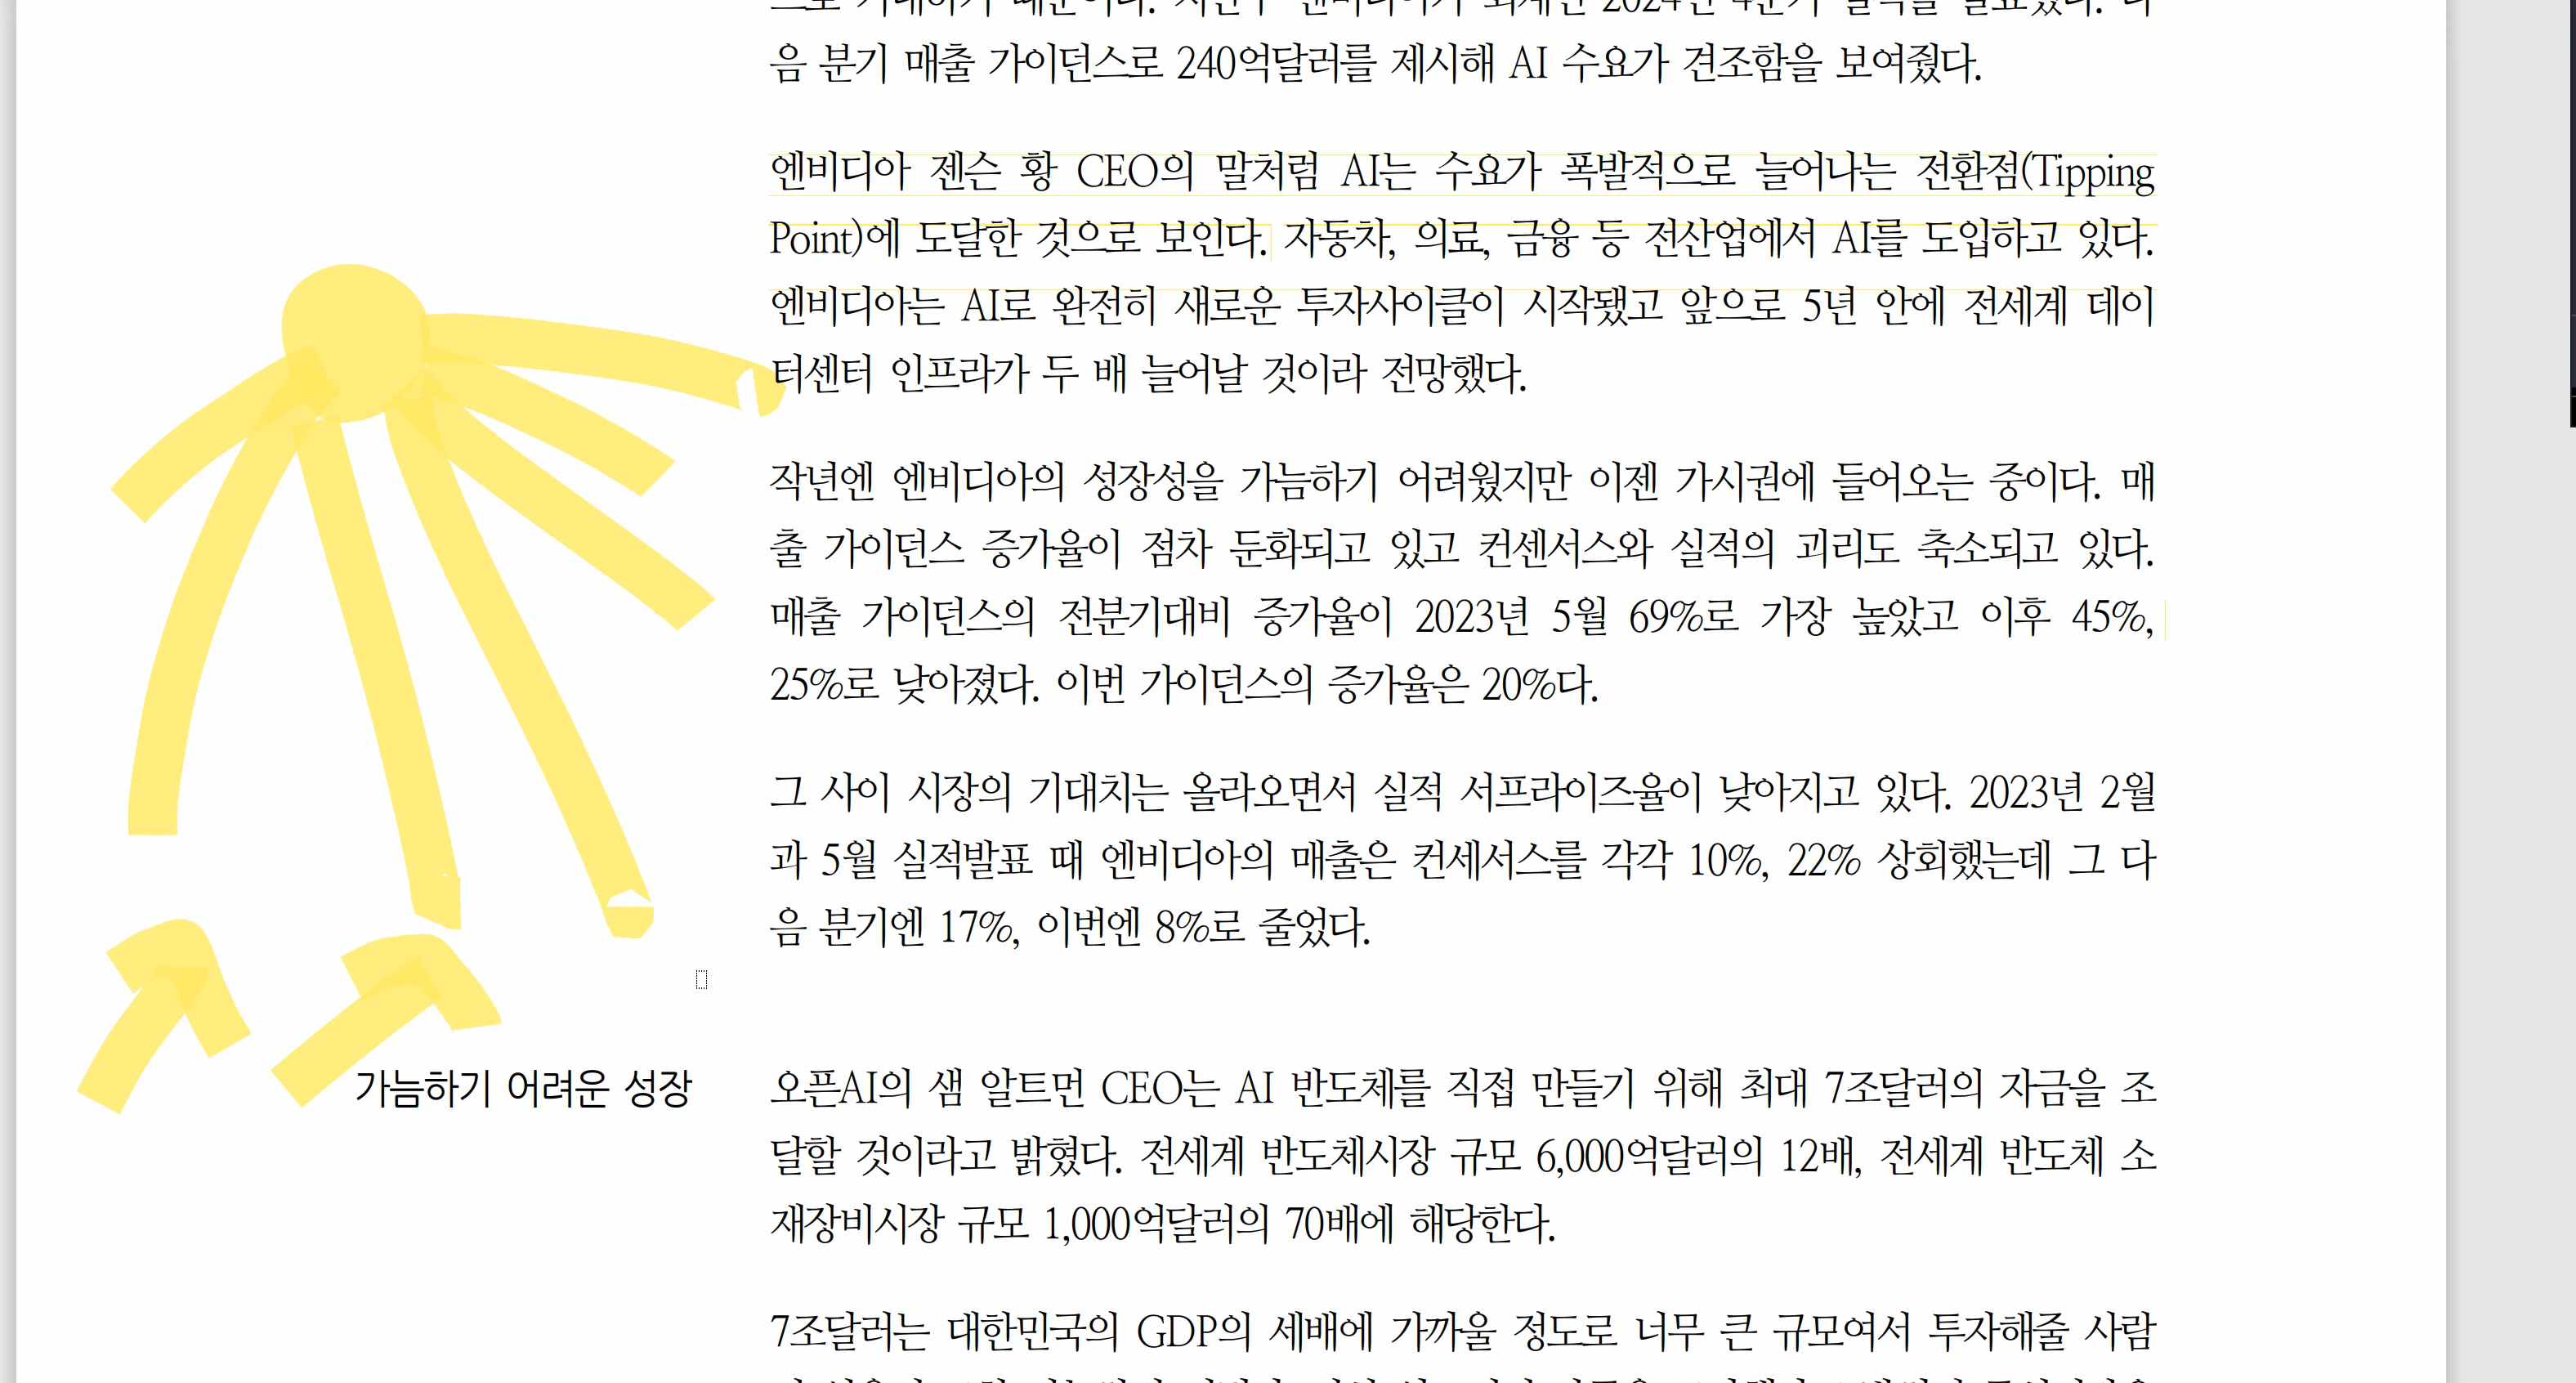 음 분기 매출 가이던스로 240억달러를 제시해 AI 수요가 견조함을 보여줬다.
엔비디아 젠슨 황 CEO의 말처럼 AI는 수요가 폭발적으로 늘어나는 전환점(Tipping
Point)에 도달한 것으로 보인다. 자동차, 의료, 금융 등 전산업에서 AI를 도입하고 있다.
엔비디아는 AI로 완전히 새로운 투자사이클이 시작됐고 앞으로 5년 안에 전세계 데이
터센터 인프라가 두 배 늘어날 것이라 전망했다.
작년엔 엔비디아의 성장성을 가늠하기 어려웠지만 이젠 가시권에 들어오는 중이다. 매
출 가이던스 증가율이 점차 둔화되고 있고 컨센서스와 실적의 괴리도 축소되고 있다.
매출 가이던스의 전분기대비 증가율이 2023년 5월 69%로 가장 높았고 이후 45%,
25%로 낮아졌다. 이번 가이던스의 증가율은 20%다.
그 사이 시장의 기대치는 올라오면서 실적 서프라이즈율이 낮아지고 있다. 2023년 2월
과 5월 실적발표 때 엔비디아의 매출은 컨세서스를 각각 10%, 22% 상회했는데 그 다
음 분기엔 17%, 이번엔 8%로 줄었다.
가늠하기 어려운 성장
오픈AI의 샘 알트먼 CEO는 AI 반도체를 직접 만들기 위해 최대 7조달러의 자금을 조
달할 것이라고 밝혔다. 전세계 반도체시장 규모 6,000억달러의 12배, 전세계 반도체 소
재장비시장 규모 1,000억달러의 70배에 해당한다.
7조달러는 대한민국의 GDP의 세배에 가까울 정도로 너무 큰 규모여서 투자해줄 사람